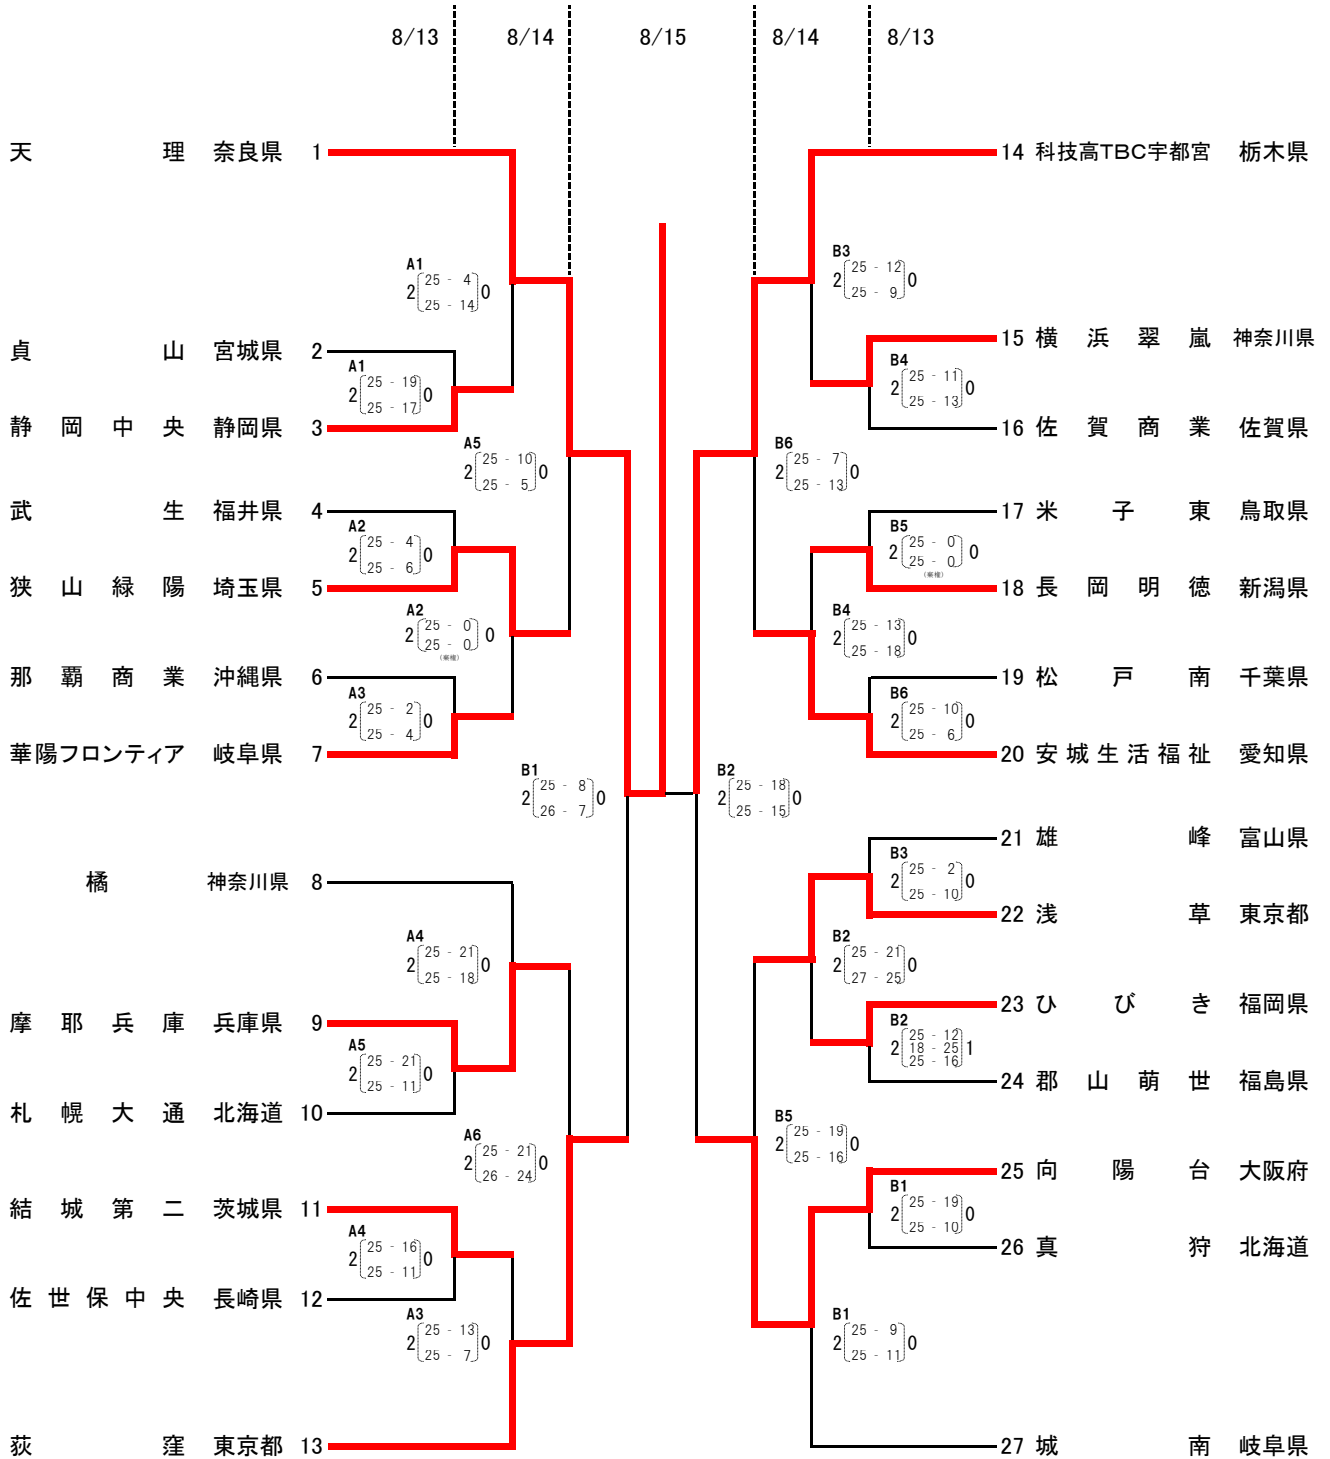 8/13 8/14 8/15 8/14 8/13
天理 奈良県 1
14 科技高TBC宇都宮 栃木県
A1
2 25 - 4 0
25 - 14
B3
2 25 - 12 0
25 - 9
貞山 宮城県 2
15 横浜翠嵐 神奈川県
A1
2 25 - 19 0
25 - 17
B4
2 25 - 11 0
25 - 13
静岡中央 静岡県 3
16 佐賀商業 佐賀県
A5
2 25 - 10 0
25 - 5
B6
2 25 - 7 0
25 - 13
武生 福井県 4
17 米子東 鳥取県
A2
2 25 - 4 0
25 - 6
B5
2 25 - 0 0
25 - 0
(棄権)
狭山緑陽 埼玉県 5
18 長岡明徳 新潟県
A2
2 25 - 0 0
25 - 0
(棄権)
B4
2 25 - 13 0
25 - 18
那覇商業 沖縄県 6
19 松戸南 千葉県
A3
2 25 - 2 0
25 - 4
B6
2 25 - 10 0
25 - 6
華陽フロンティア 岐阜県 7
20 安城生活福祉 愛知県
B1
2 25 - 8 0
26 - 7
B2
2 25 - 18 0
25 - 15
21 雄峰 富山県
橘 神奈川県 8
B3
2 25 - 2 0
25 - 10
22 浅草 東京都
A4
2 25 - 21 0
25 - 18
B2
2 25 - 21 0
27 - 25
摩耶兵庫 兵庫県 9
23 ひびき 福岡県
A5
2 25 - 21 0
25 - 11
B2
25 - 12
2 18 - 25 1
25 - 16
札幌大通 北海道 10
24 郡山萌世 福島県
A6
2 25 - 21 0
26 - 24
B5
2 25 - 19 0
25 - 16
結城第二 茨城県 11
25 向陽台 大阪府
A4
2 25 - 16 0
25 - 11
B1
2 25 - 19 0
25 - 10
佐世保中央 長崎県 12
26 真狩 北海道
A3
2 25 - 13 0
25 - 7
B1
2 25 - 9 0
25 - 11
荻窪 東京都 13
27 城南 岐阜県